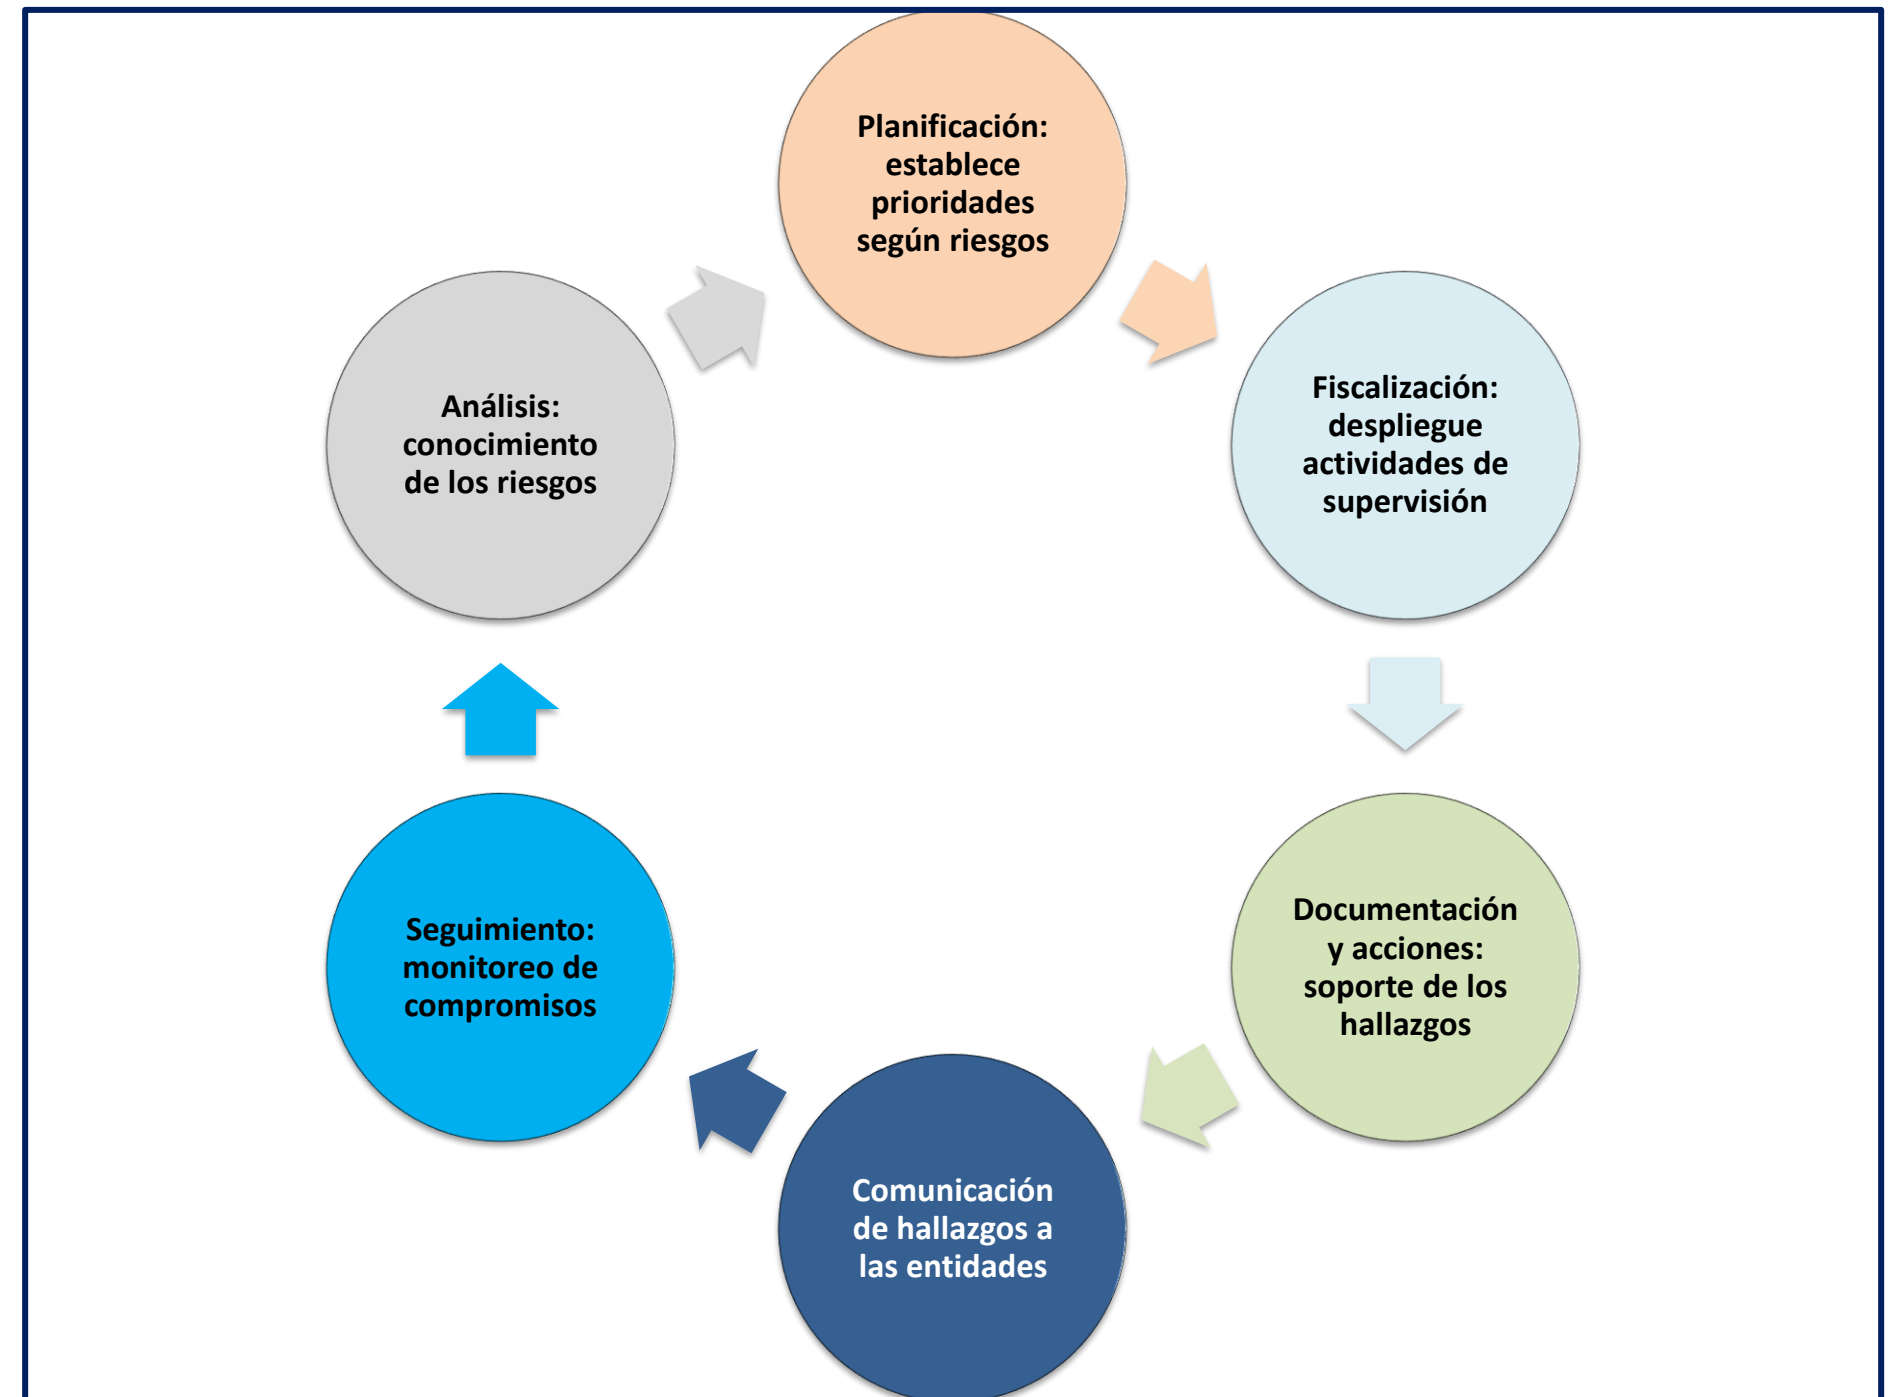 Planificación:
establece
prioridades
según riesgos
Fiscalización:
despliegue
actividades de
supervisión
Documentación
y acciones:
soporte de los
hallazgos
Comunicación
de hallazgos a
las entidades
Seguimiento:
monitoreo de
compromisos
Análisis:
conocimiento
de los riesgos